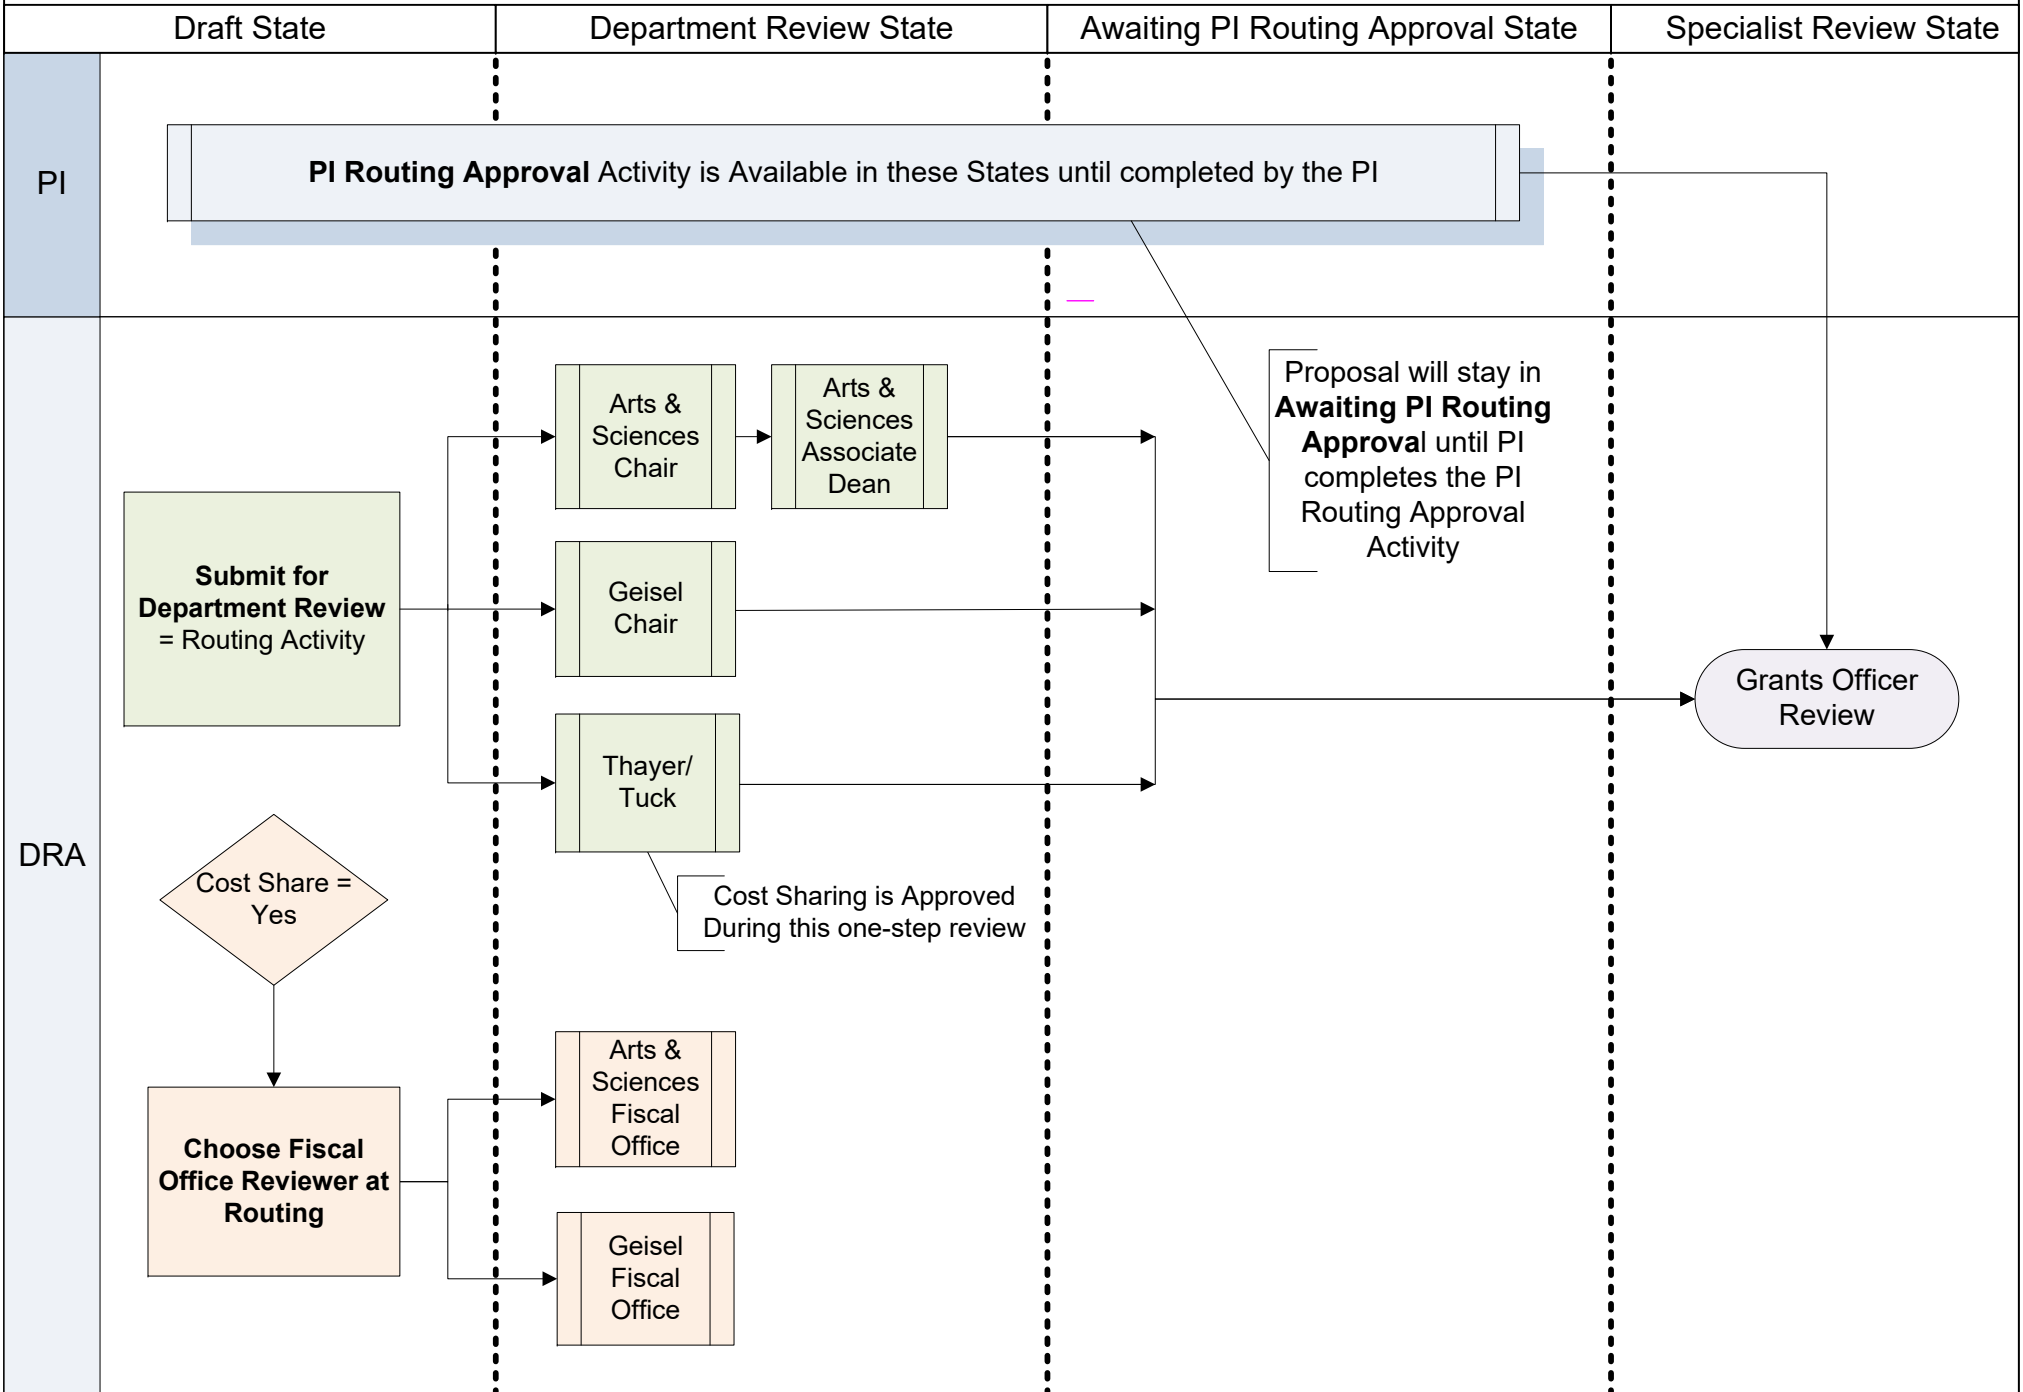 Draft State
Department Review State
Awaiting PI Routing Approval State
Specialist Review State
PI
PI Routing Approval Activity is Available in these States until completed by the PI
DRA
Submit for
Department Review
= Routing Activity
Arts &
Sciences
Chair
Arts &
Sciences
Associate
Dean
Geisel
Chair
Thayer/
Tuck
Cost Sharing is Approved
During this one-step review
Proposal will stay in
Awaiting PI Routing
Approval until PI
completes the PI
Routing Approval
Activity
Grants Officer
Review
Cost Share =
Yes
Choose Fiscal
Office Reviewer at
Routing
Arts &
Sciences
Fiscal
Office
Geisel
Fiscal
Office